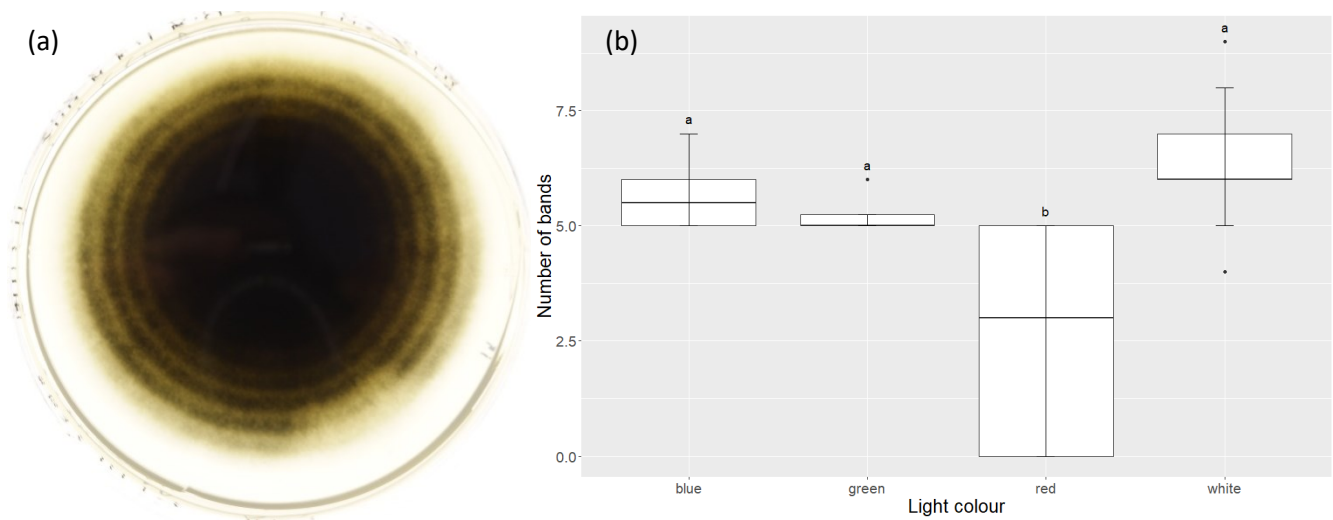 (a)
(b)
a
7.5
a
a
b
5.0
Number of bands
2.5
0.0
blue green red white
Light colour